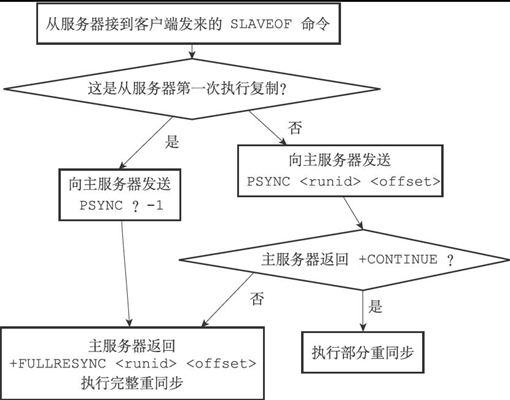 从服务器接到客户端发来的 SLAVEOF 命令
这是从服务器第一次执行复制?
是
否
向主服务器发送
PSYNC ? -1
向主服务器发送
PSYNC <runid> <offset>
主服务器返回 +CONTINUE ?
否
是
主服务器返回
+FULLRESYNC <runid> <offset>
执行完整重同步
执行部分重同步